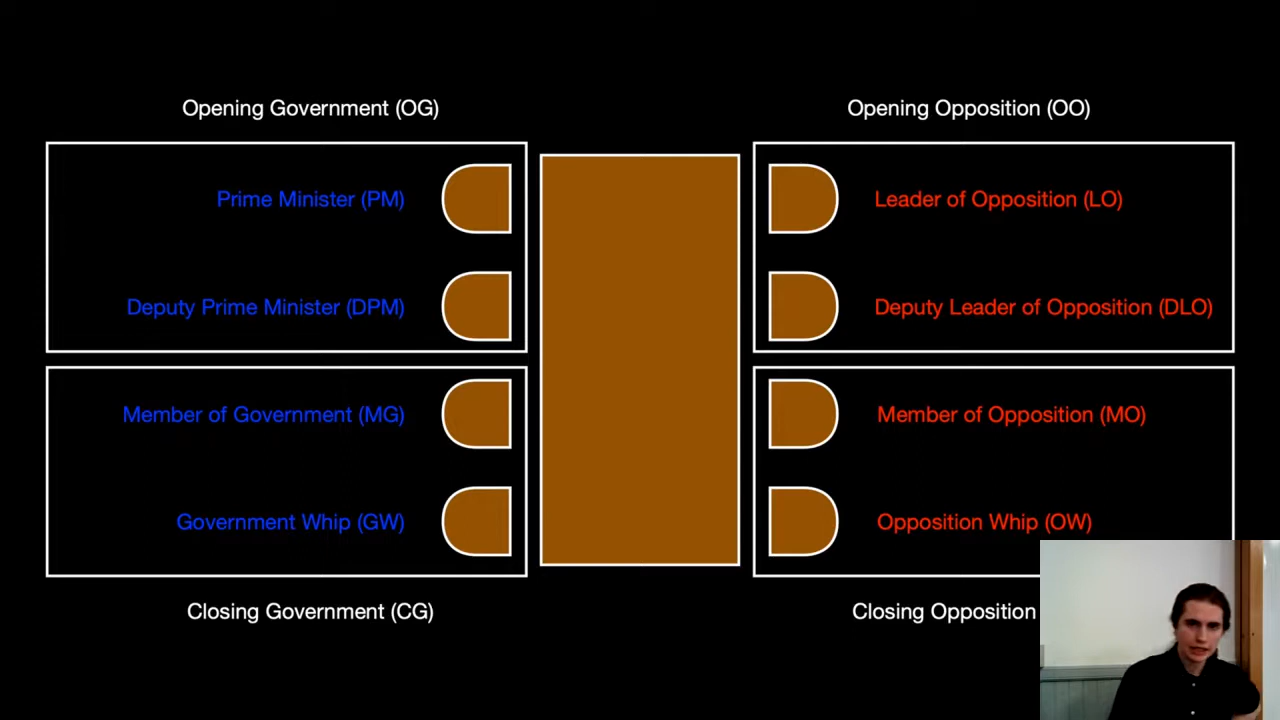 Opening Government (OG)
Opening Opposition (OO)
Prime Minister (PM)
Leader of Opposition (LO)
Deputy Prime Minister (DPM)
Deputy Leader of Opposition (DLO)
Member of Government (MG)
Member of Opposition (MO)
Government Whip (GW)
Opposition Whip (OW)
Closing Government (CG)
Closing Opposition